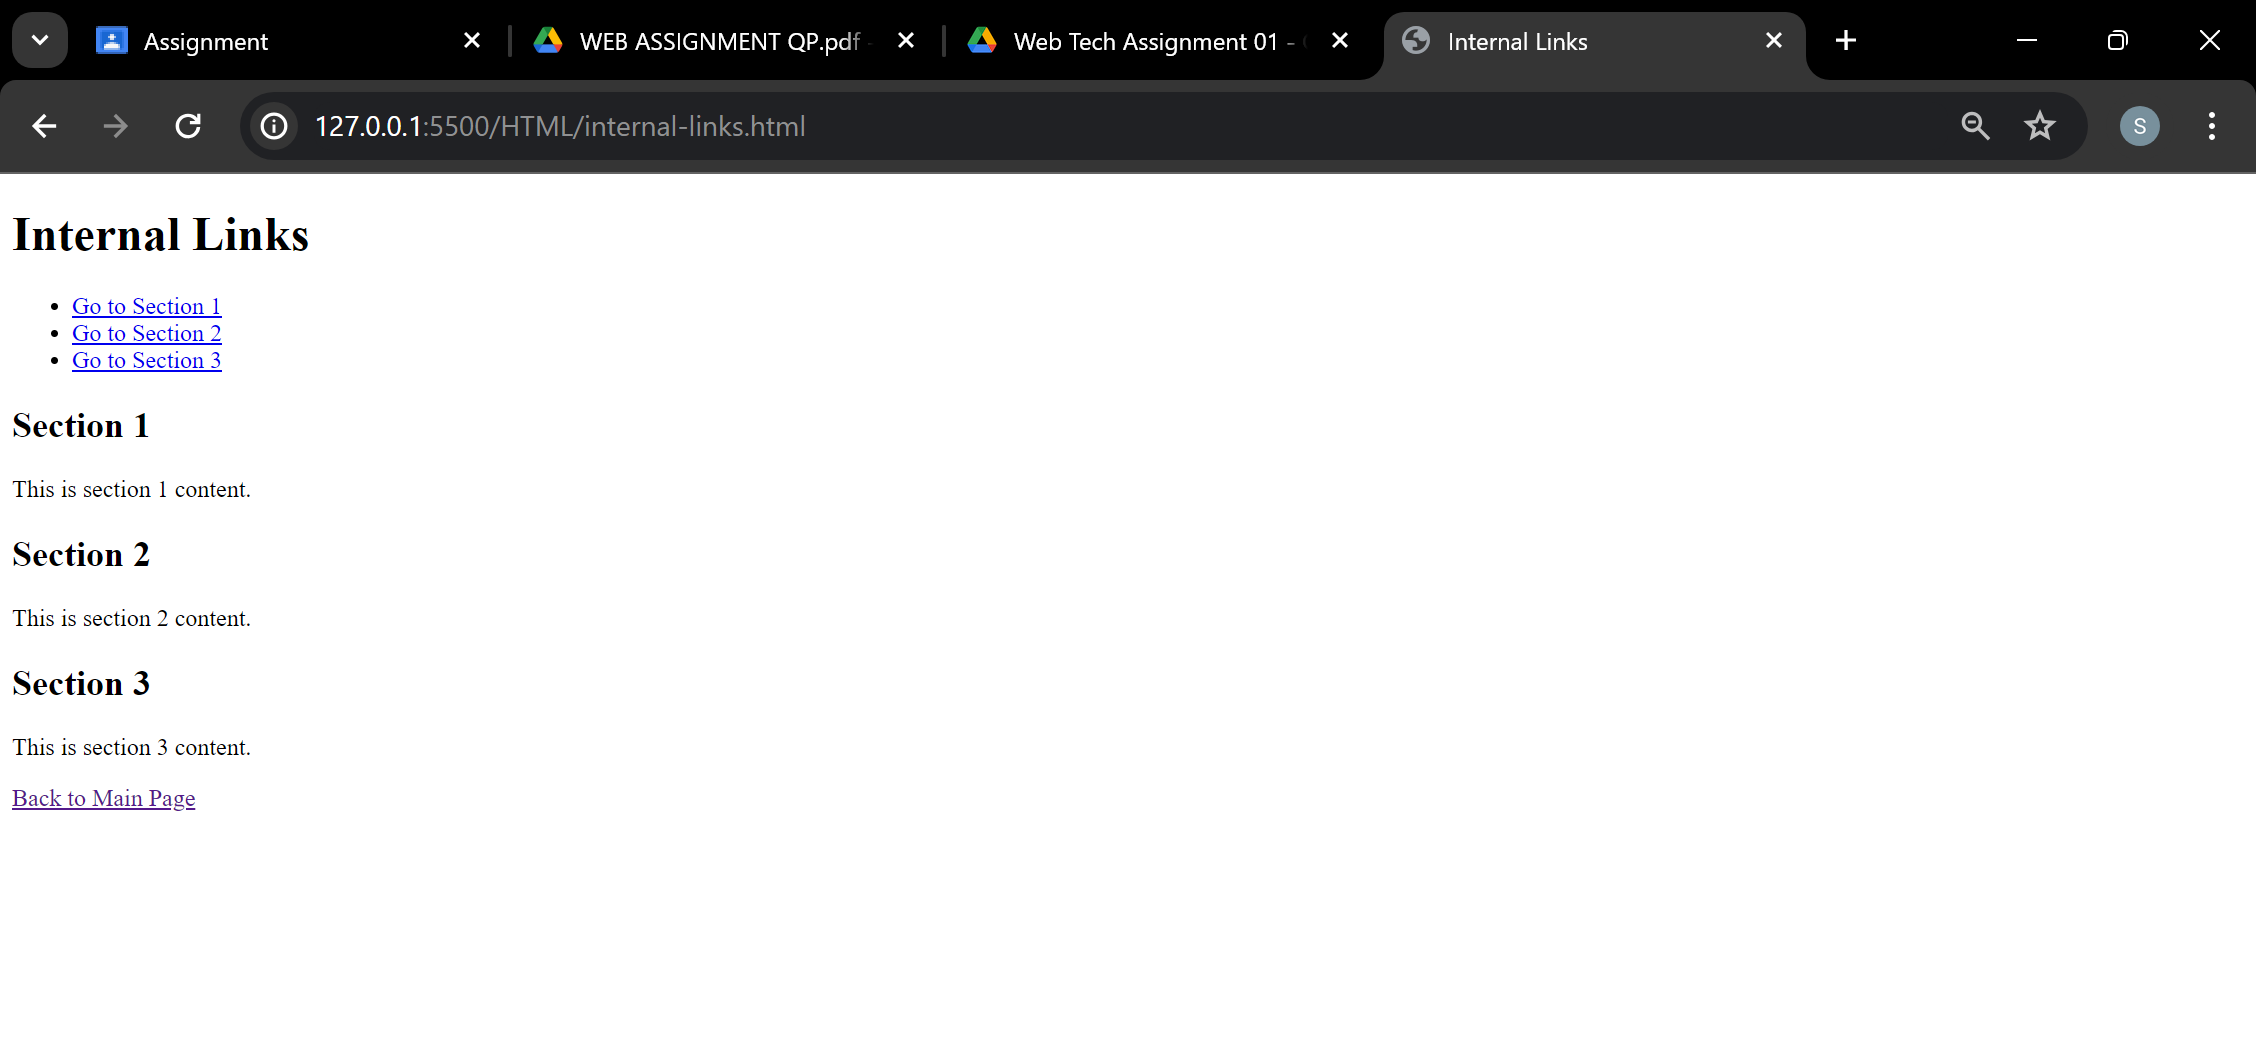 Assignment
WEB ASSIGNMENT QP.pdf
Web Tech Assignment 01 -
Internal Links
127.0.0.1:5500/HTML/internal-links.html
S
Internal Links
Go to Section 1
Go to Section 2
Go to Section 3
Section 1
This is section 1 content.
Section 2
This is section 2 content.
Section 3
This is section 3 content.
Back to Main Page